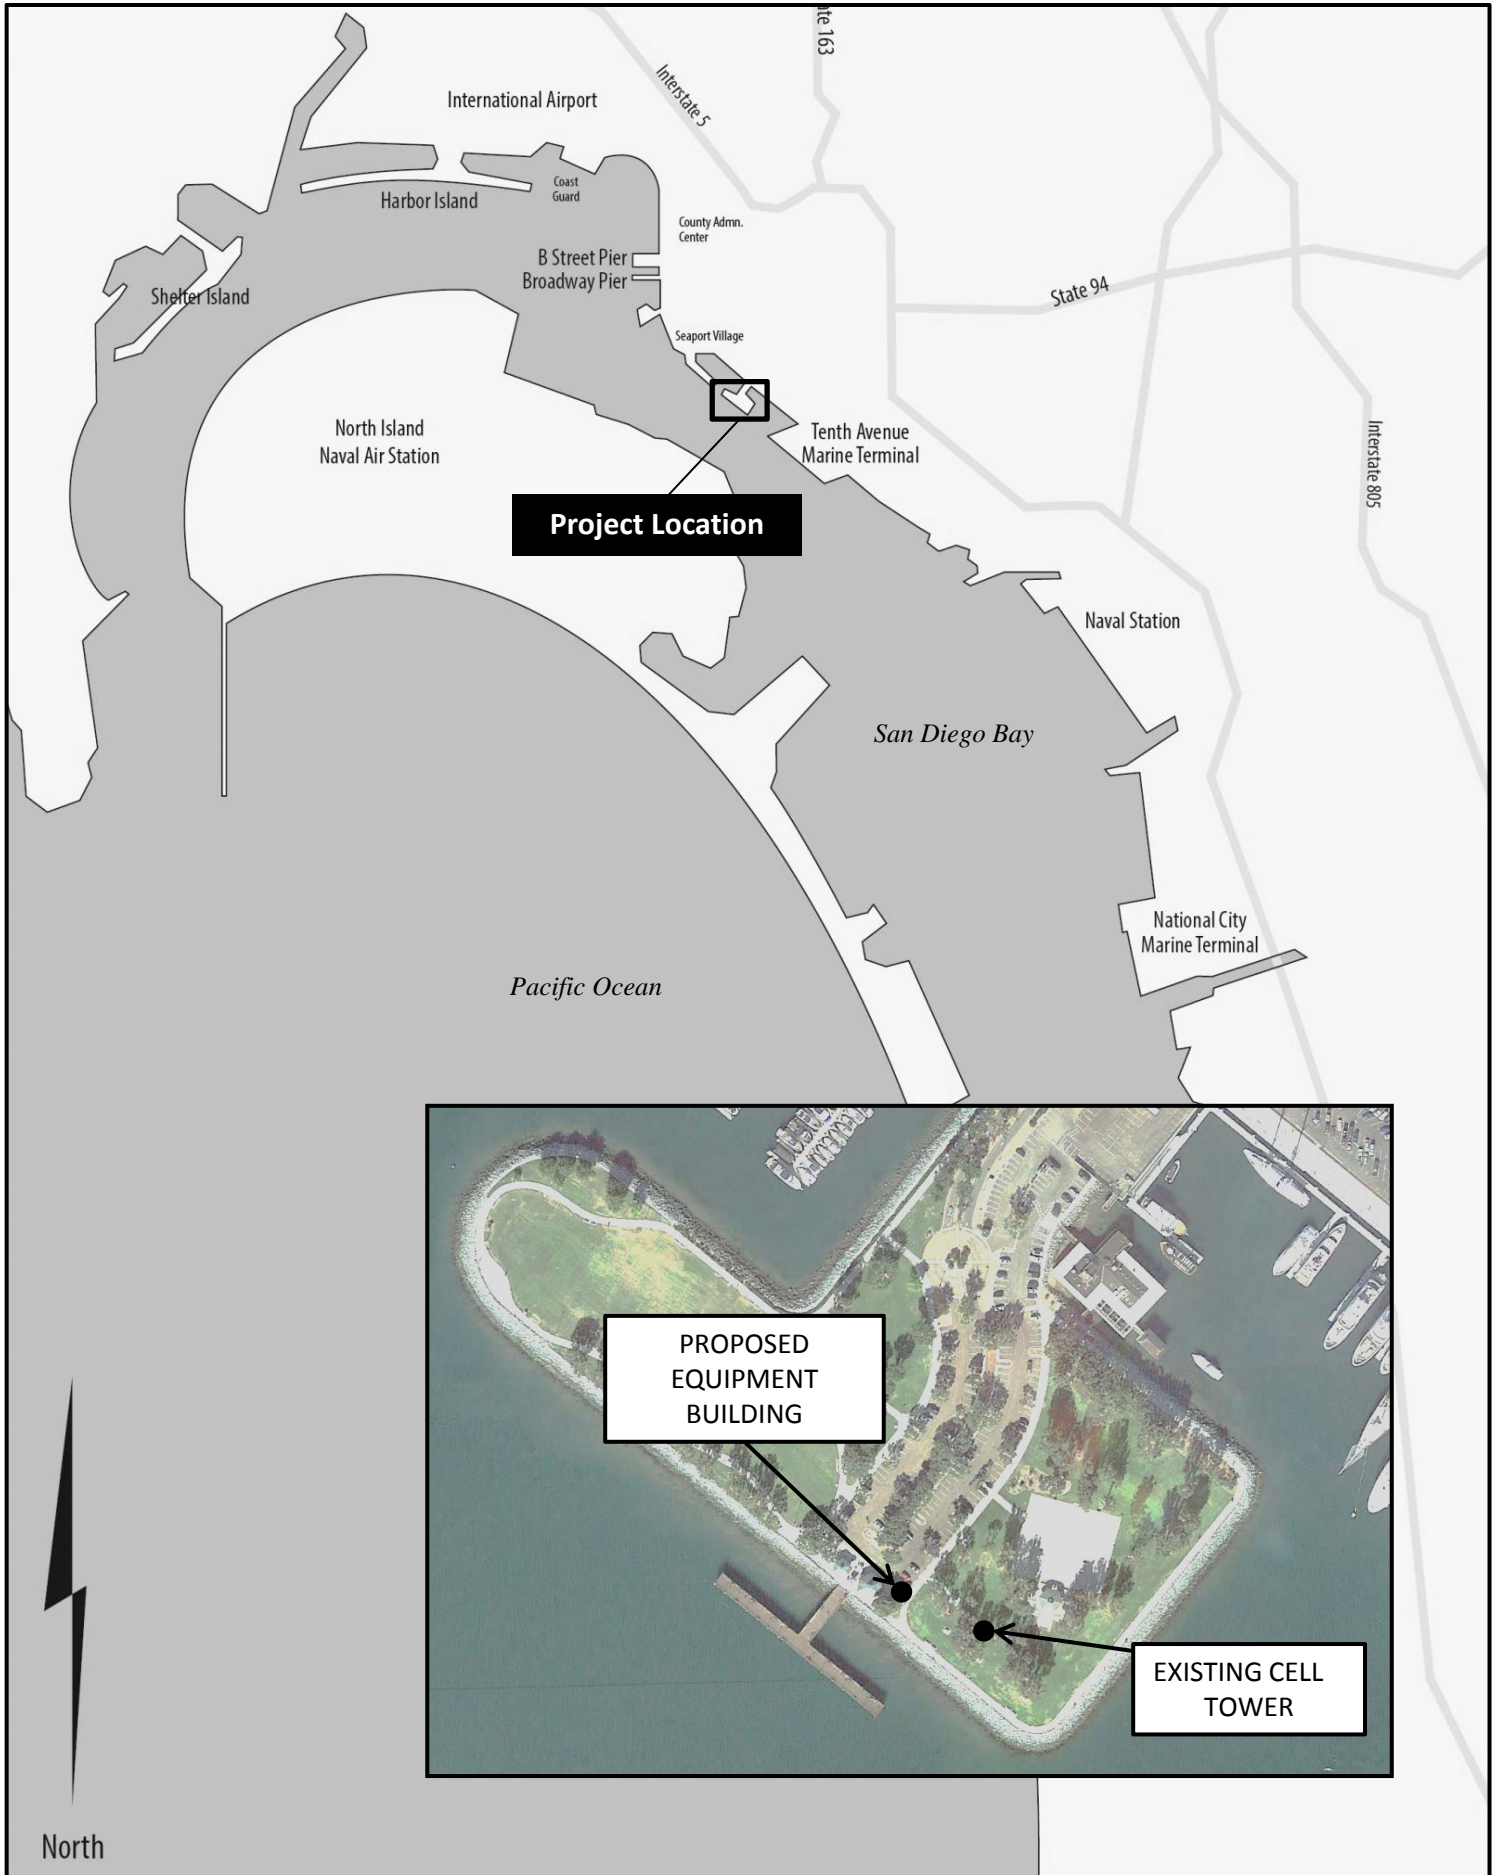 ate 163
Interstate 5
International Airport
Coast
Guard
Harbor Island
County Admn.
Center
B Street Pier
Broadway Pier
Shelter Island
State 94
Seaport Village
North Island
Naval Air Station
Tenth Avenue
Marine Terminal
Interstate 805
Project Location
Naval Station
San Diego Bay
National City
Marine Terminal
Pacific Ocean
PROPOSED
EQUIPMENT
BUILDING
EXISTING CELL
TOWER
North